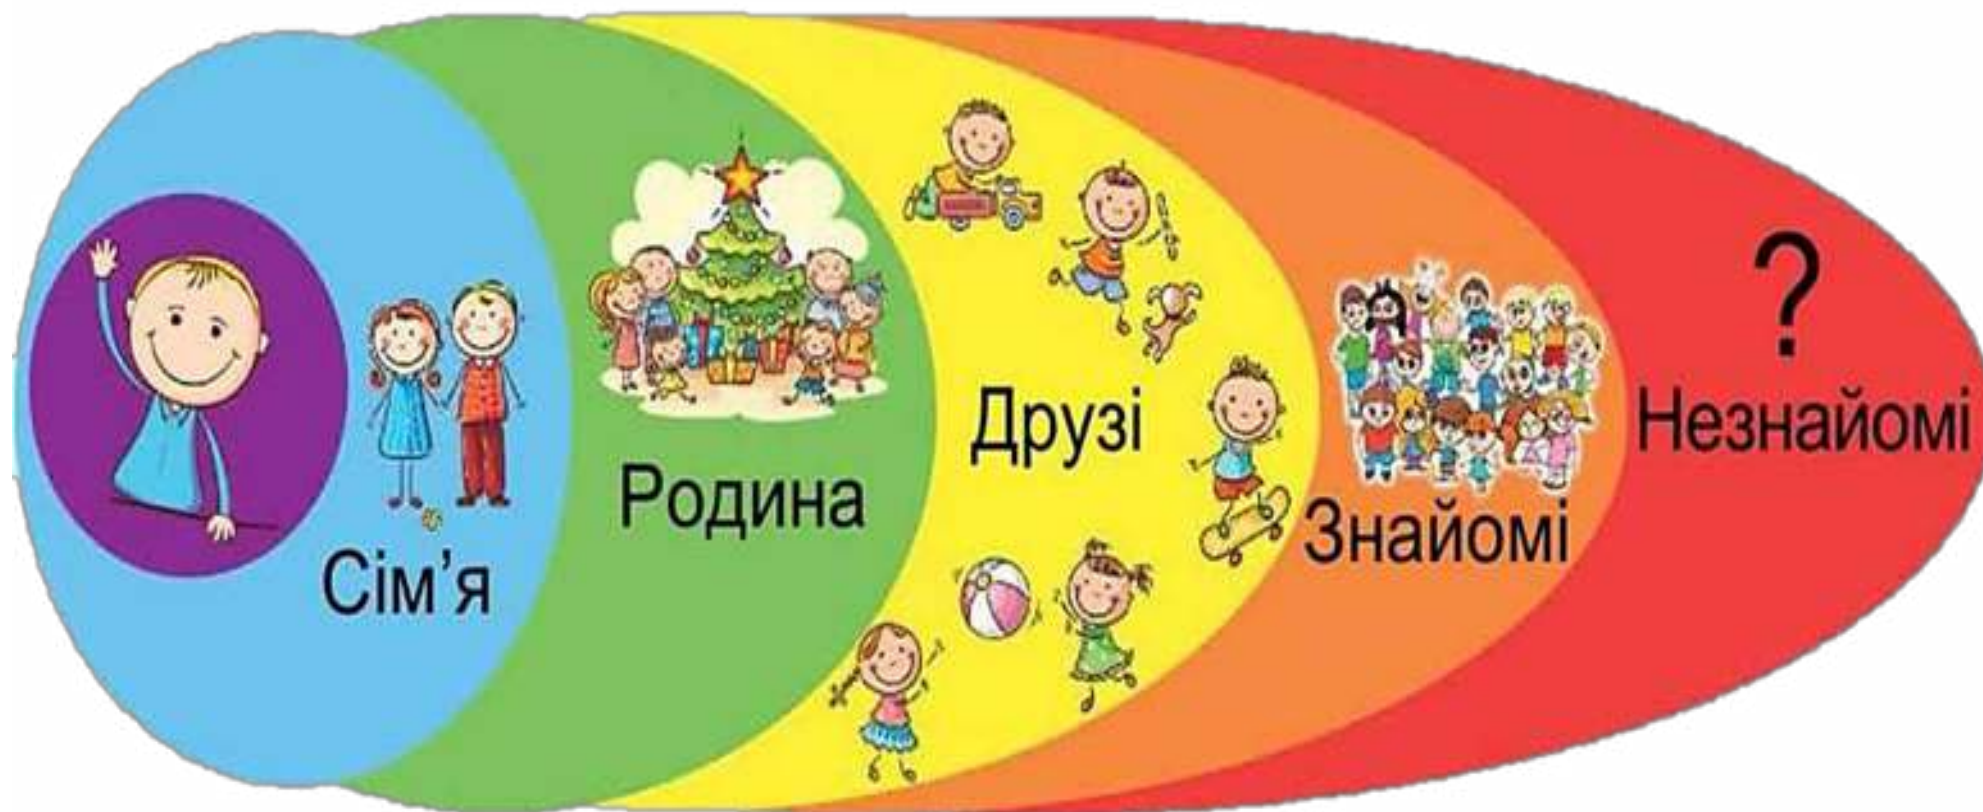 Сім’я
Родина
Друзі
Знайомі
?
Незнайомі